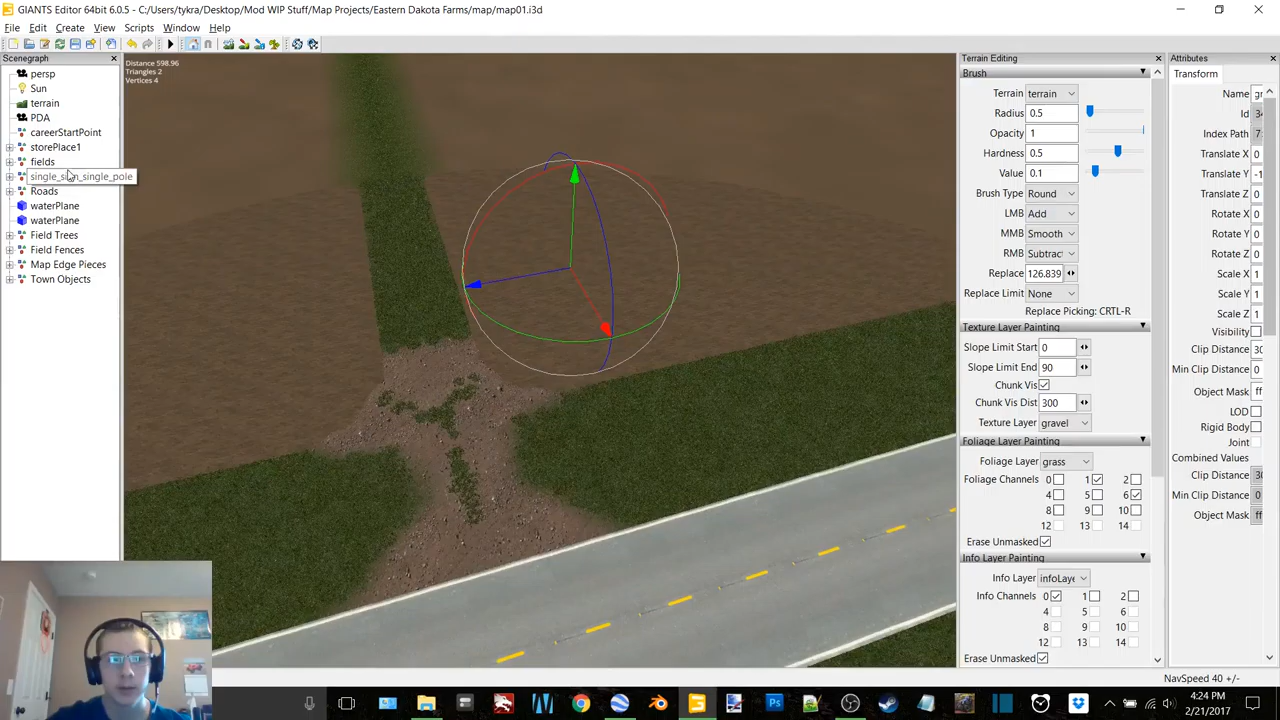 GIANTS Editor 64bit 6.0.5 - C:/Users/tykra/Desktop/Mod WIP Stuff/Map Projects/Eastern Dakota Farms/map/map01.i3d
File Edit Create View Scripts Window Help
Scenegraph
persp
Sun
terrain
PDA
careerStartPoint
storePlace1
fields
single_sign_single_pole
Roads
waterPlane
waterPlane
Field Trees
Field Fences
Map Edge Pieces
Town Objects
Distance 598.96
Triangles 2
Vertices 4
Terrain Editing
Brush
Terrain terrain
Radius 0.5
Opacity 1
Hardness 0.5
Value 0.1
Brush Type Round
LMB Add
MMB Smooth
RMB Subtrac
Replace 126.839
Replace Limit None
Replace Picking: CRTL-R
Texture Layer Painting
Slope Limit Start 0
Slope Limit End 90
Chunk Vis
Chunk Vis Dist 300
Texture Layer gravel
Foliage Layer Painting
Foliage Layer grass
Foliage Channels 0 1 2
4 5 6
8 9 10
12 13 14
Erase Unmasked
Info Layer Painting
Info Layer infoLaye
Info Channels 0 1 2
4 5 6
8 9 10
12 13 14
Erase Unmasked
Attributes
Transform
Name
Id
Index Path
Translate X 0
Translate Y -1
Translate Z 0
Rotate X 0
Rotate Y 0
Rotate Z 0
Scale X 1
Scale Y 1
Scale Z 1
Visibility
Clip Distance 30
Min Clip Distance 0
Object Mask ff
LOD
Rigid Body
Joint
Combined Values
Clip Distance 30
Min Clip Distance 0
Object Mask ff
NavSpeed 40 +/-
4:24 PM
2/21/2017